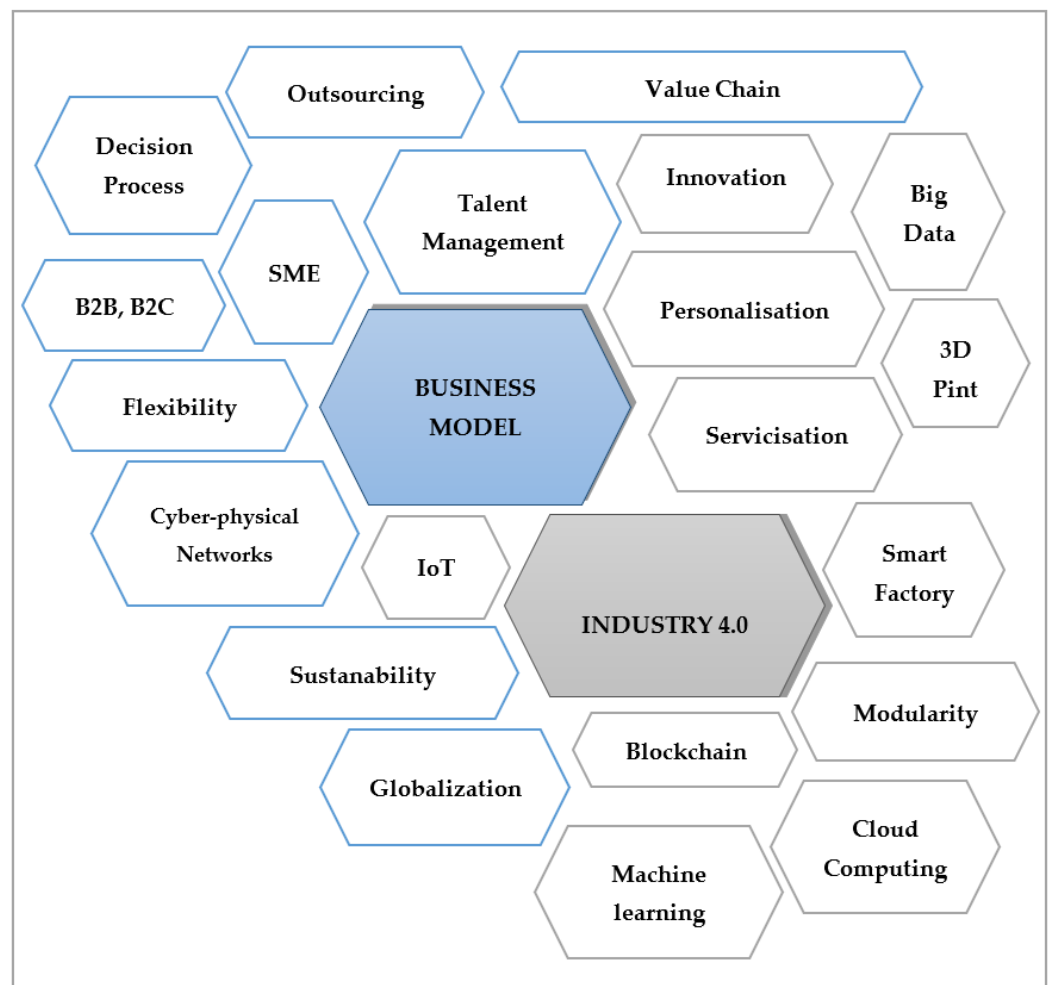 Outsourcing
Value Chain
Decision
Process
Talent
Management
Innovation
Big
Data
SME
B2B, B2C
Personalisation
3D
Pint
BUSINESS
MODEL
Flexibility
Servicisation
Cyber-physical
Networks
IoT
Smart
Factory
INDUSTRY 4.0
Sustanability
Modularity
Blockchain
Globalization
Cloud
Computing
Machine
learning